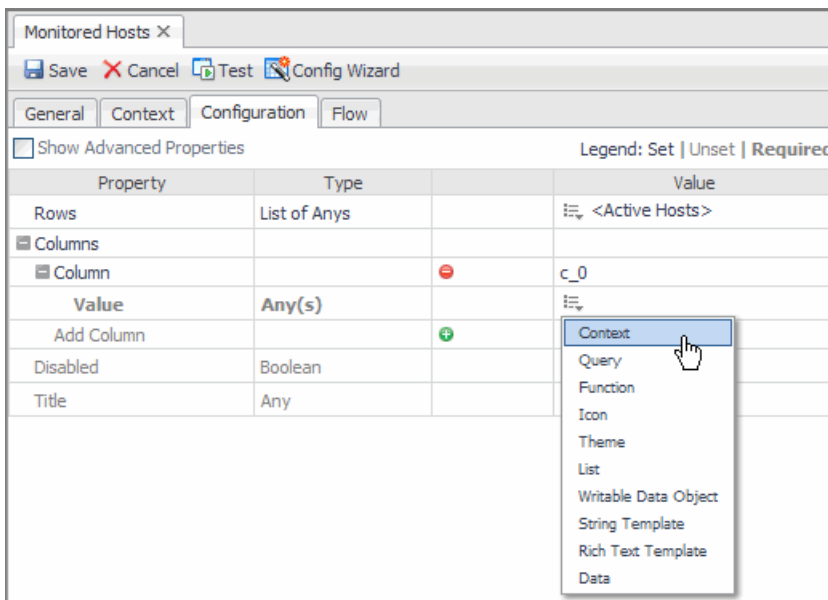 Monitored Hosts
Save Cancel Test Config Wizard
General Context Configuration Flow
Show Advanced Properties Legend: Set | Unset | Required
Property Type Value
Rows List of Anys <Active Hosts>
Columns
Column c_0
Value Any(s)
Add Column
Disabled Boolean
Title Any
Context
Query
Function
Icon
Theme
List
Writable Data Object
String Template
Rich Text Template
Data